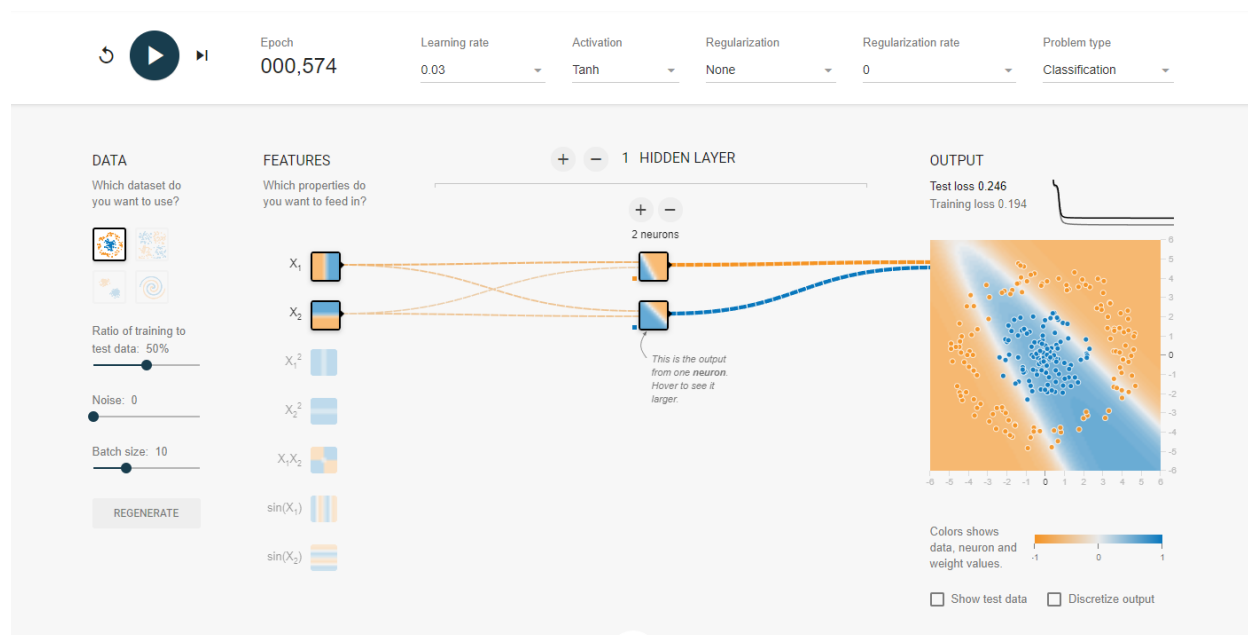 Epoch
000,574
Learning rate
0.03
Activation
Tanh
Regularization
None
Regularization rate
0
Problem type
Classification
DATA
Which dataset do
you want to use?
Ratio of training to
test data: 50%
Noise: 0
Batch size: 10
REGENERATE
FEATURES
Which properties do
you want to feed in?
X1
X2
X1²
X2²
X1X2
sin(X1)
sin(X2)
+ − 1 HIDDEN LAYER
+ −
2 neurons
This is the output
from one neuron.
Hover to see it
larger.
OUTPUT
Test loss 0.246
Training loss 0.194
6
5
4
3
2
1
0
-1
-2
-3
-4
-5
-6
-6 -5 -4 -3 -2 -1 0 1 2 3 4 5 6
Colors shows
data, neuron and
weight values.
-1 0 1
Show test data
Discretize output